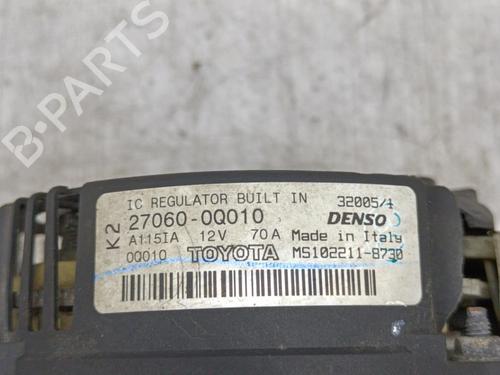 IC REGULATOR BUILT IN 32005/4
K2 27060-0Q010 DENSO
A115IA 12V 70A Made in Italy
0Q010 TOYOTA MS102211-8730
B-PARTS